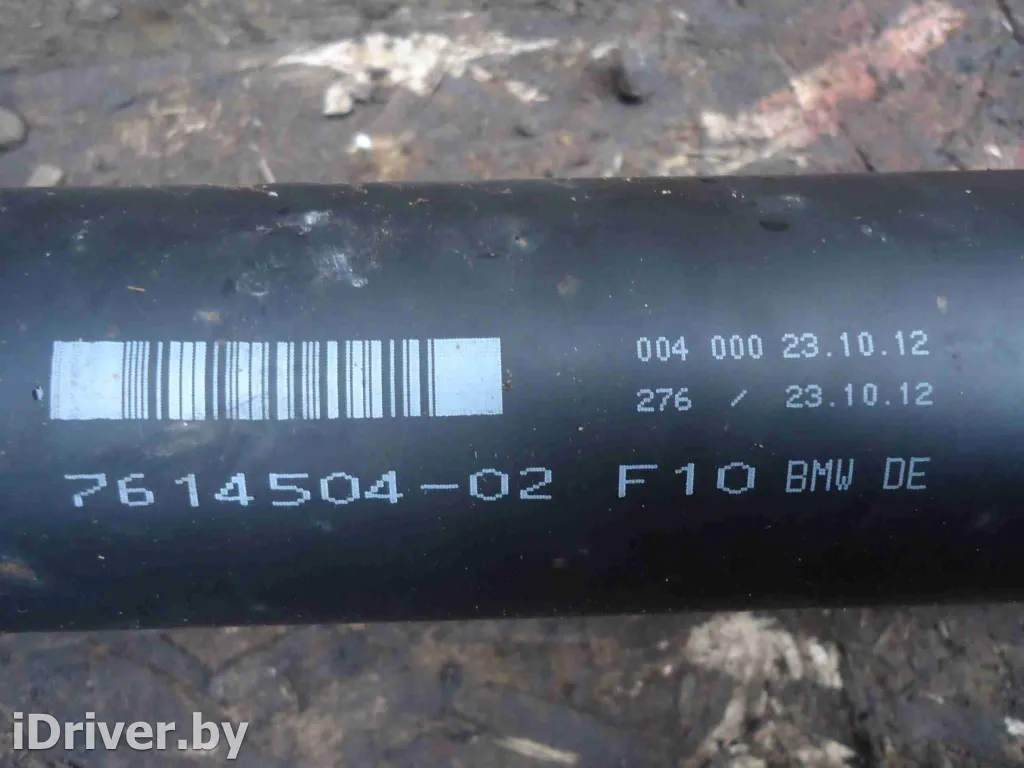 004 000 23.10.12
276 / 23.10.12
7614504-02 F10 BMW DE
iDriver.by